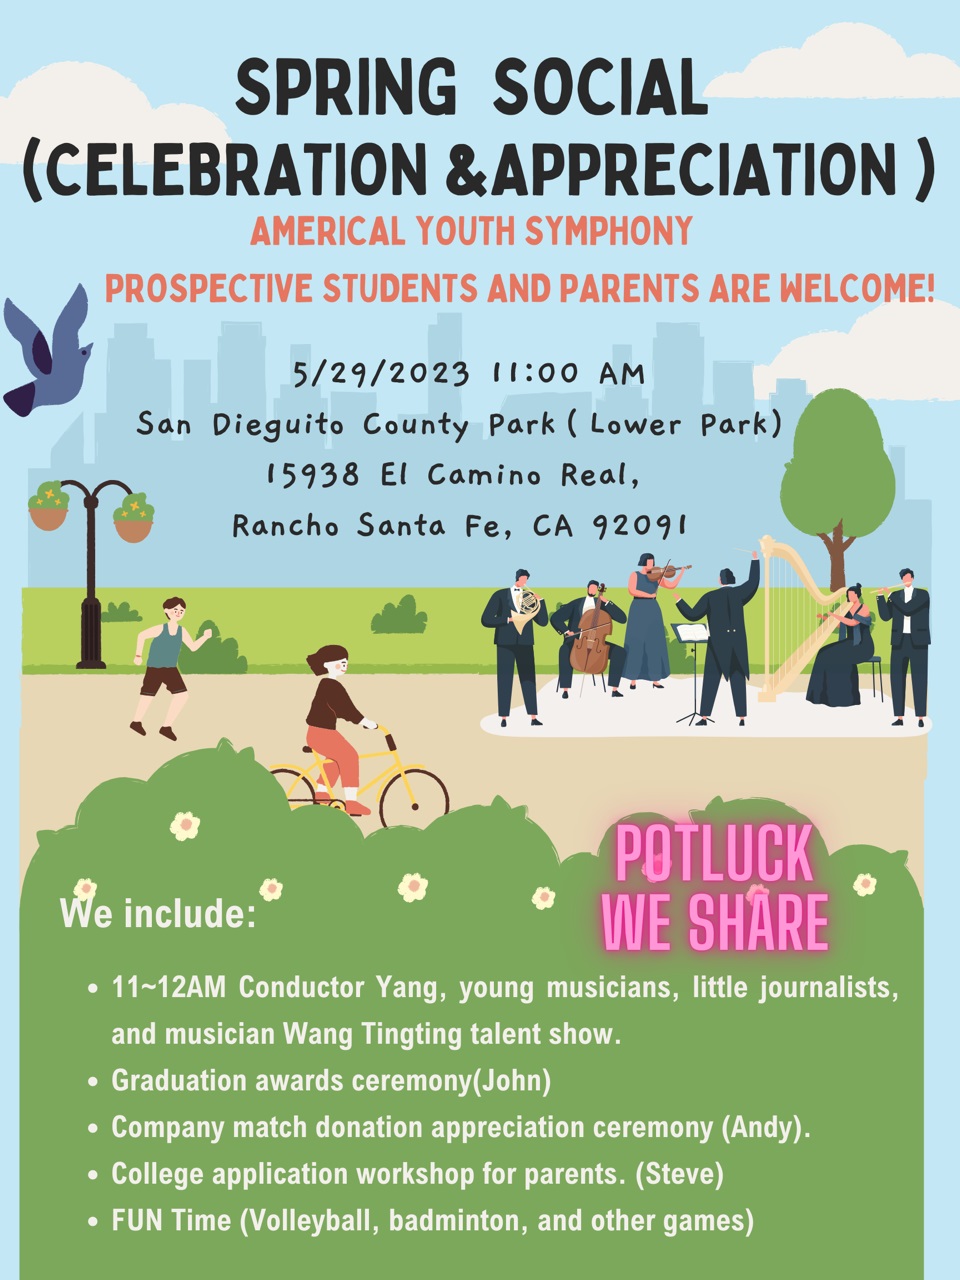 SPRING SOCIAL
(CELEBRATION &APPRECIATION )
AMERICAL YOUTH SYMPHONY
PROSPECTIVE STUDENTS AND PARENTS ARE WELCOME!
5/29/2023 11:00 AM
San Dieguito County Park ( Lower Park)
15938 El Camino Real,
Rancho Santa Fe, CA 92091
POTLUCK
WE SHARE
We include:
• 11~12AM Conductor Yang, young musicians, little journalists,
and musician Wang Tingting talent show.
• Graduation awards ceremony(John)
• Company match donation appreciation ceremony (Andy).
• College application workshop for parents. (Steve)
• FUN Time (Volleyball, badminton, and other games)